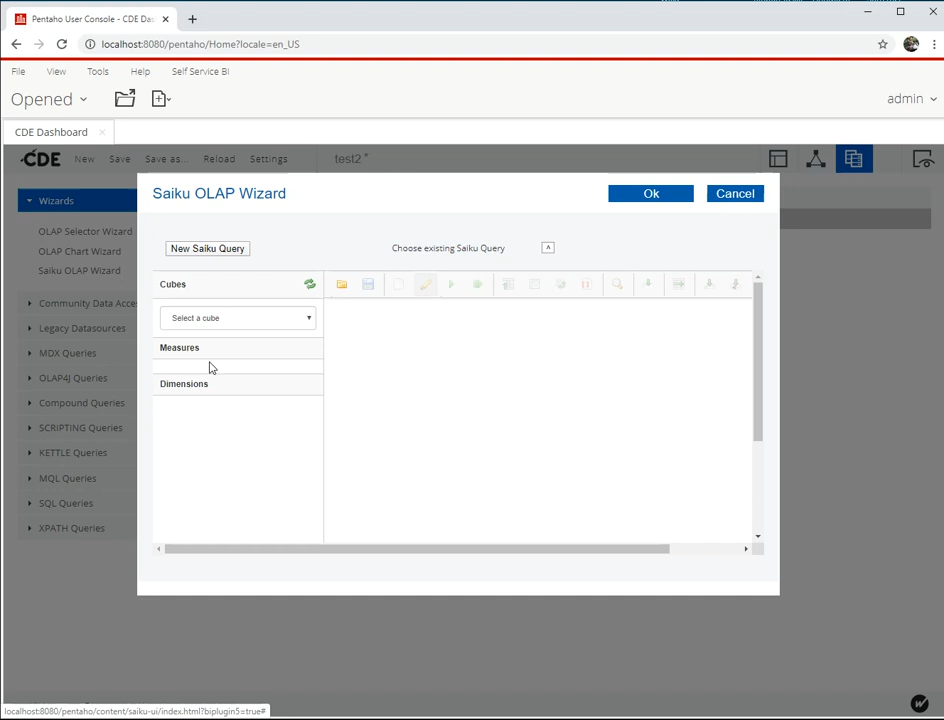 Pentaho User Console - CDE Das
localhost:8080/pentaho/Home?locale=en_US
File View Tools Help Self Service BI
Opened
admin
CDE Dashboard
CDE New Save Save as... Reload Settings test2 *
Saiku OLAP Wizard Ok Cancel
Wizards
OLAP Selector Wizard
OLAP Chart Wizard
Saiku OLAP Wizard
Community Data Acce
Legacy Datasources
MDX Queries
OLAP4J Queries
Compound Queries
SCRIPTING Queries
KETTLE Queries
MQL Queries
SQL Queries
XPATH Queries
New Saiku Query Choose existing Saiku Query ^
Cubes
Select a cube
Measures
Dimensions
localhost:8080/pentaho/content/saiku-ui/index.html?biplugin5=true#